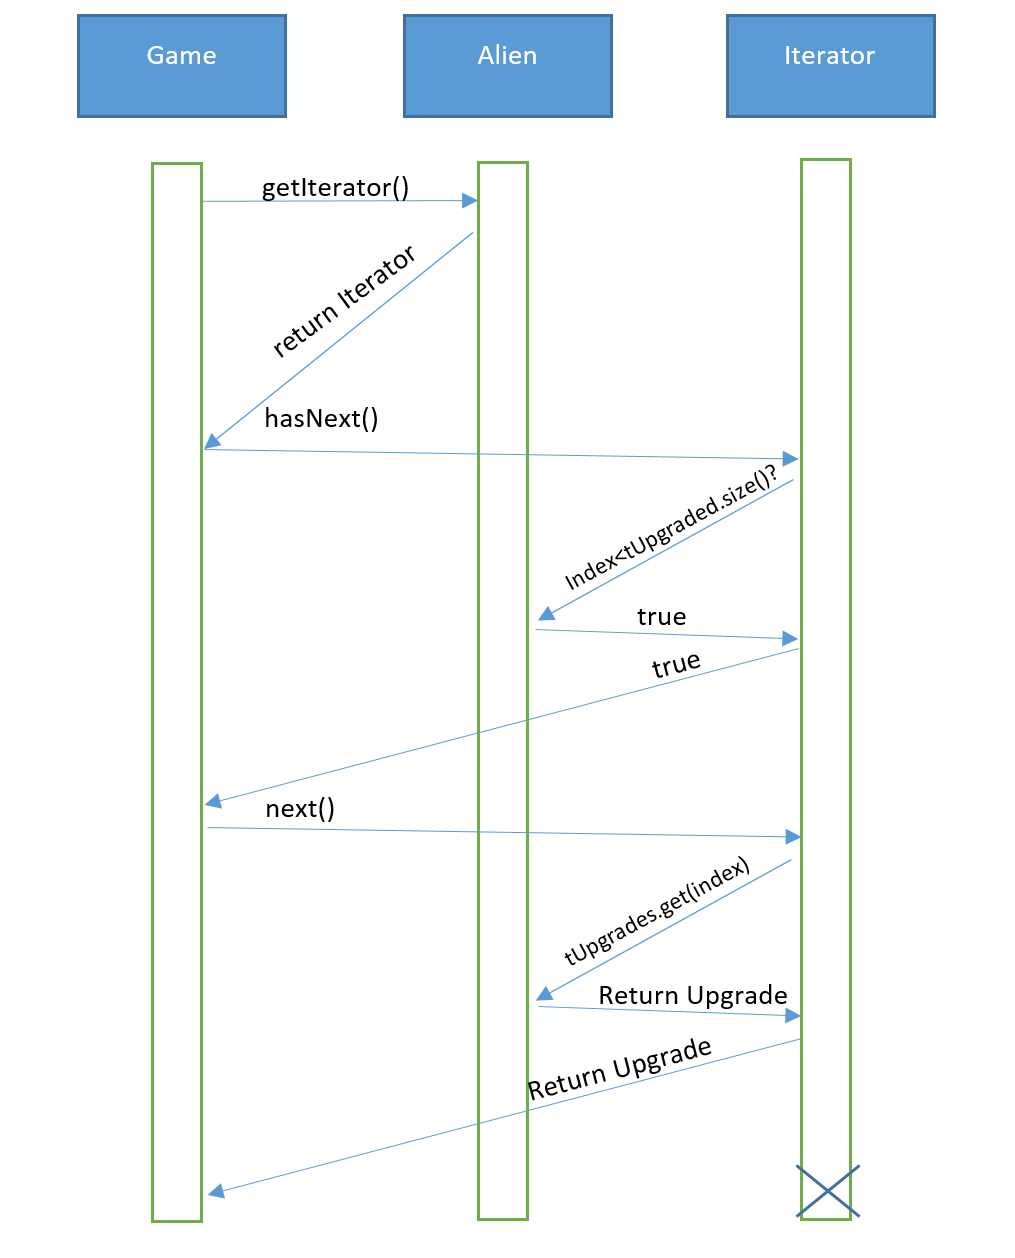 Game
Alien
Iterator
getIterator()
return Iterator
hasNext()
Index<tUpgraded.size()?
true
true
next()
tUpgrades.get(index)
Return Upgrade
Return Upgrade